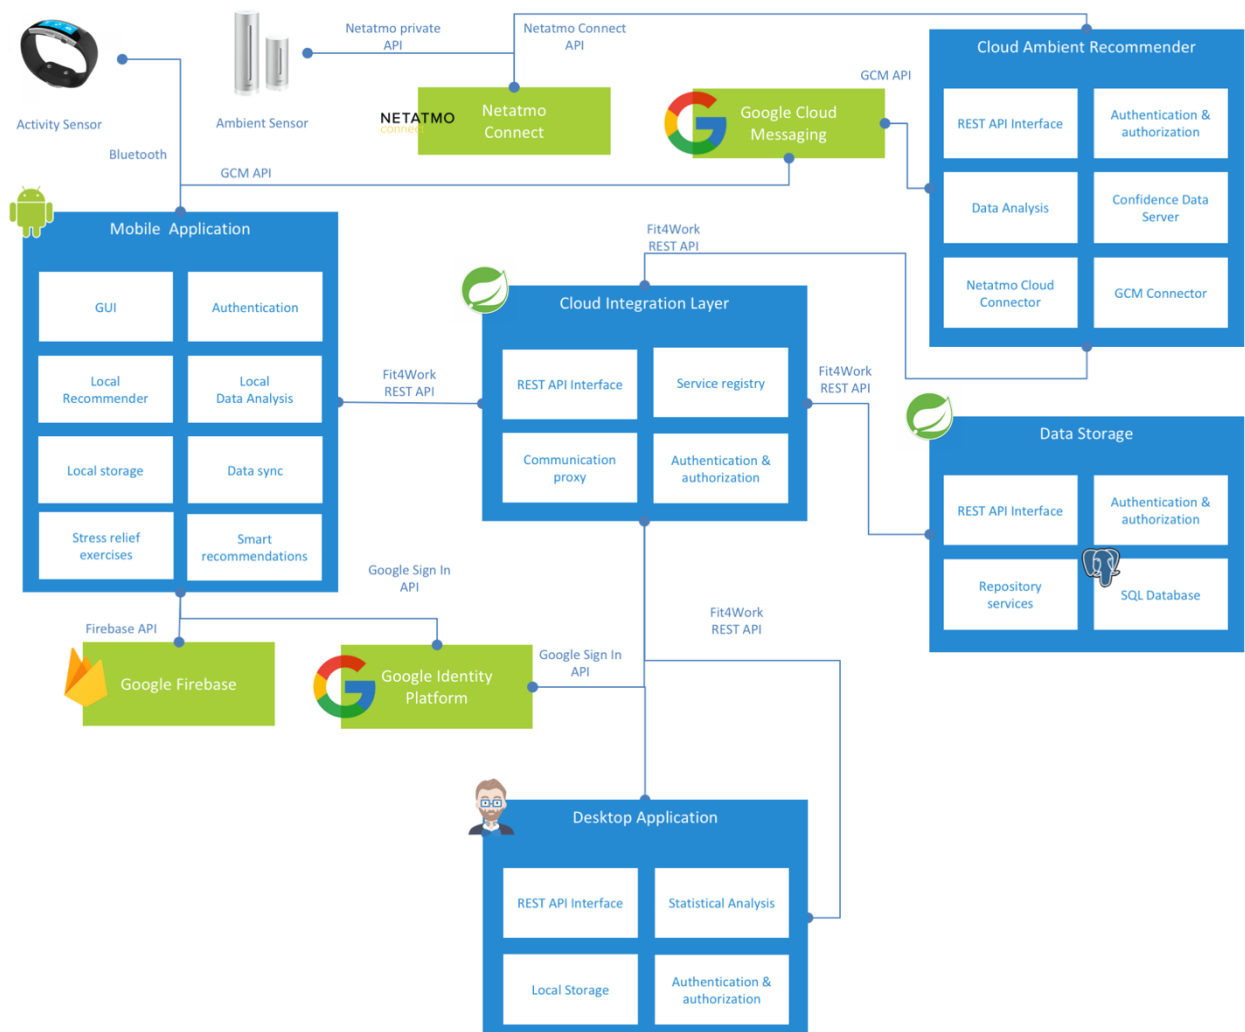 Netatmo private
API
Netatmo Connect
API
Cloud Ambient Recommender
GCM API
Activity Sensor
Ambient Sensor
NETATMO
connect
Netatmo
Connect
Google Cloud
Messaging
REST API Interface
Authentication &
authorization
Bluetooth
GCM API
Data Analysis
Confidence Data
Server
Mobile Application
Fit4Work
REST API
Netatmo Cloud
Connector
GCM Connector
GUI
Authentication
Cloud Integration Layer
Local
Recommender
Local
Data Analysis
Fit4Work
REST API
REST API Interface
Service registry
Fit4Work
REST API
Data Storage
Local storage
Data sync
Communication
proxy
Authentication &
authorization
REST API Interface
Authentication &
authorization
Stress relief
exercises
Smart
recommendations
Google Sign In
API
Repository
services
SQL Database
Firebase API
Fit4Work
REST API
Google Firebase
Google Identity
Platform
Google Sign In
API
Desktop Application
REST API Interface
Statistical Analysis
Local Storage
Authentication &
authorization